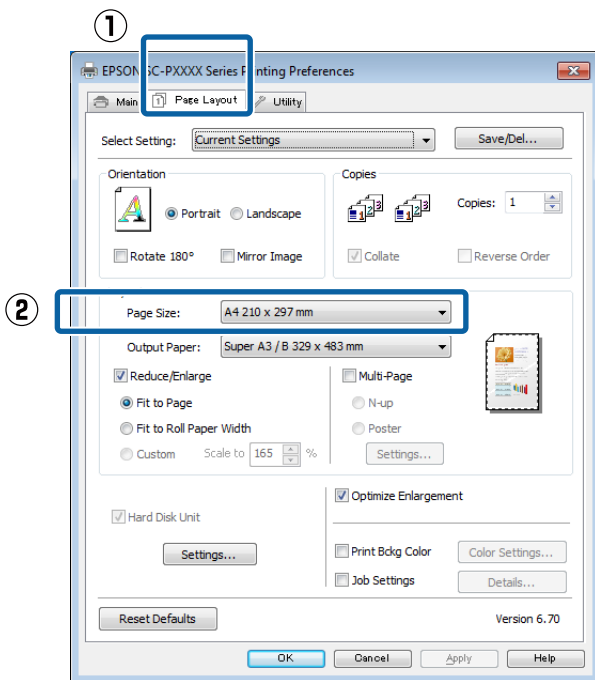 1
EPSON SC-PXXXX Series Printing Preferences
Main Page Layout Utility
Select Setting: Current Settings Save/Del...
Orientation Copies
Portrait Landscape Copies: 1
Rotate 180° Mirror Image Collate Reverse Order
2
Page Size: A4 210 x 297 mm
Output Paper: Super A3 / B 329 x 483 mm
Reduce/Enlarge Multi-Page
Fit to Page N-up
Fit to Roll Paper Width Poster
Custom Scale to 165 % Settings...
Optimize Enlargement
Hard Disk Unit
Settings... Print Bckg Color Color Settings...
Job Settings Details...
Reset Defaults Version 6.70
OK Cancel Apply Help